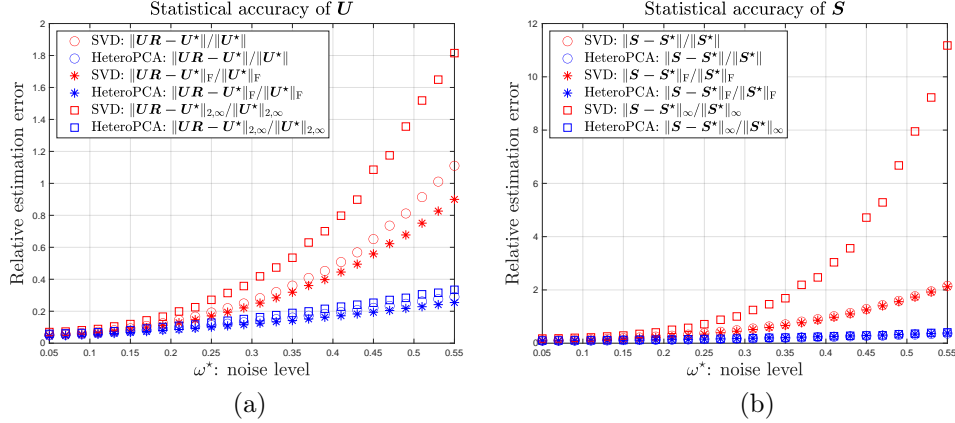 Statistical accuracy of U
2
1.8
1.6
1.4
1.2
1
0.8
0.6
0.4
0.2
0
Relative estimation error
SVD: ‖UR − U⋆‖/‖U⋆‖
HeteroPCA: ‖UR − U⋆‖/‖U⋆‖
SVD: ‖UR − U⋆‖F/‖U⋆‖F
HeteroPCA: ‖UR − U⋆‖F/‖U⋆‖F
SVD: ‖UR − U⋆‖2,∞/‖U⋆‖2,∞
HeteroPCA: ‖UR − U⋆‖2,∞/‖U⋆‖2,∞
0.05 0.1 0.15 0.2 0.25 0.3 0.35 0.4 0.45 0.5 0.55
ω⋆: noise level
(a)
Statistical accuracy of S
12
10
8
6
4
2
0
Relative estimation error
SVD: ‖S − S⋆‖/‖S⋆‖
HeteroPCA: ‖S − S⋆‖/‖S⋆‖
SVD: ‖S − S⋆‖F/‖S⋆‖F
HeteroPCA: ‖S − S⋆‖F/‖S⋆‖F
SVD: ‖S − S⋆‖∞/‖S⋆‖∞
HeteroPCA: ‖S − S⋆‖∞/‖S⋆‖∞
0.05 0.1 0.15 0.2 0.25 0.3 0.35 0.4 0.45 0.5 0.55
ω⋆: noise level
(b)